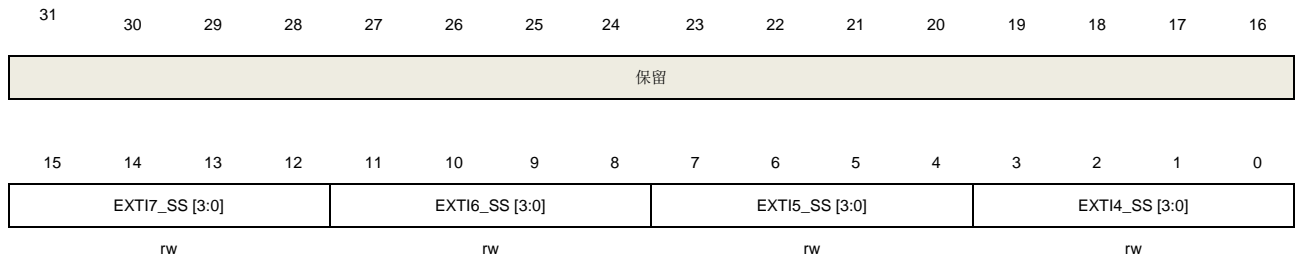 31 30 29 28 27 26 25 24 23 22 21 20 19 18 17 16
保留
15 14 13 12 11 10 9 8 7 6 5 4 3 2 1 0
EXTI7_SS [3:0] EXTI6_SS [3:0] EXTI5_SS [3:0] EXTI4_SS [3:0]
rw rw rw rw